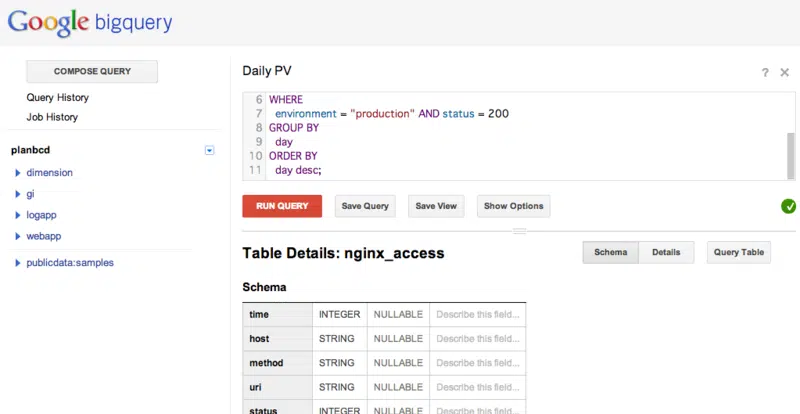 Google bigquery
COMPOSE QUERY
Query History
Job History
planbcd
dimension
gi
logapp
webapp
publicdata:samples
Daily PV
?
6 WHERE
7 environment = "production" AND status = 200
8 GROUP BY
9 day
10 ORDER BY
11 day desc;
RUN QUERY Save Query Save View Show Options
Table Details: nginx_access Schema Details Query Table
Schema
time INTEGER NULLABLE Describe this field...
host STRING NULLABLE Describe this field...
method STRING NULLABLE Describe this field...
uri STRING NULLABLE Describe this field...
status INTEGER NULLABLE Describe this field...